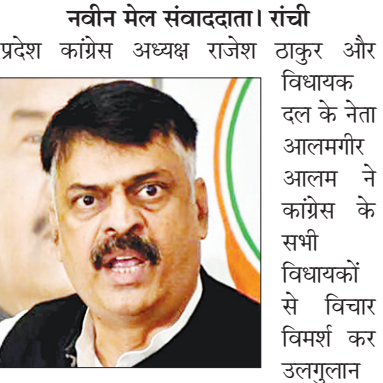 नवीन मेल संवाददाता। रांची
प्रदेश कांग्रेस अध्यक्ष राजेश ठाकुर और
विधायक
दल के नेता
आलमगीर
आलम ने
कांग्रेस के
सभी
विधायकों
से विचार
विमर्श कर
उलगुलान